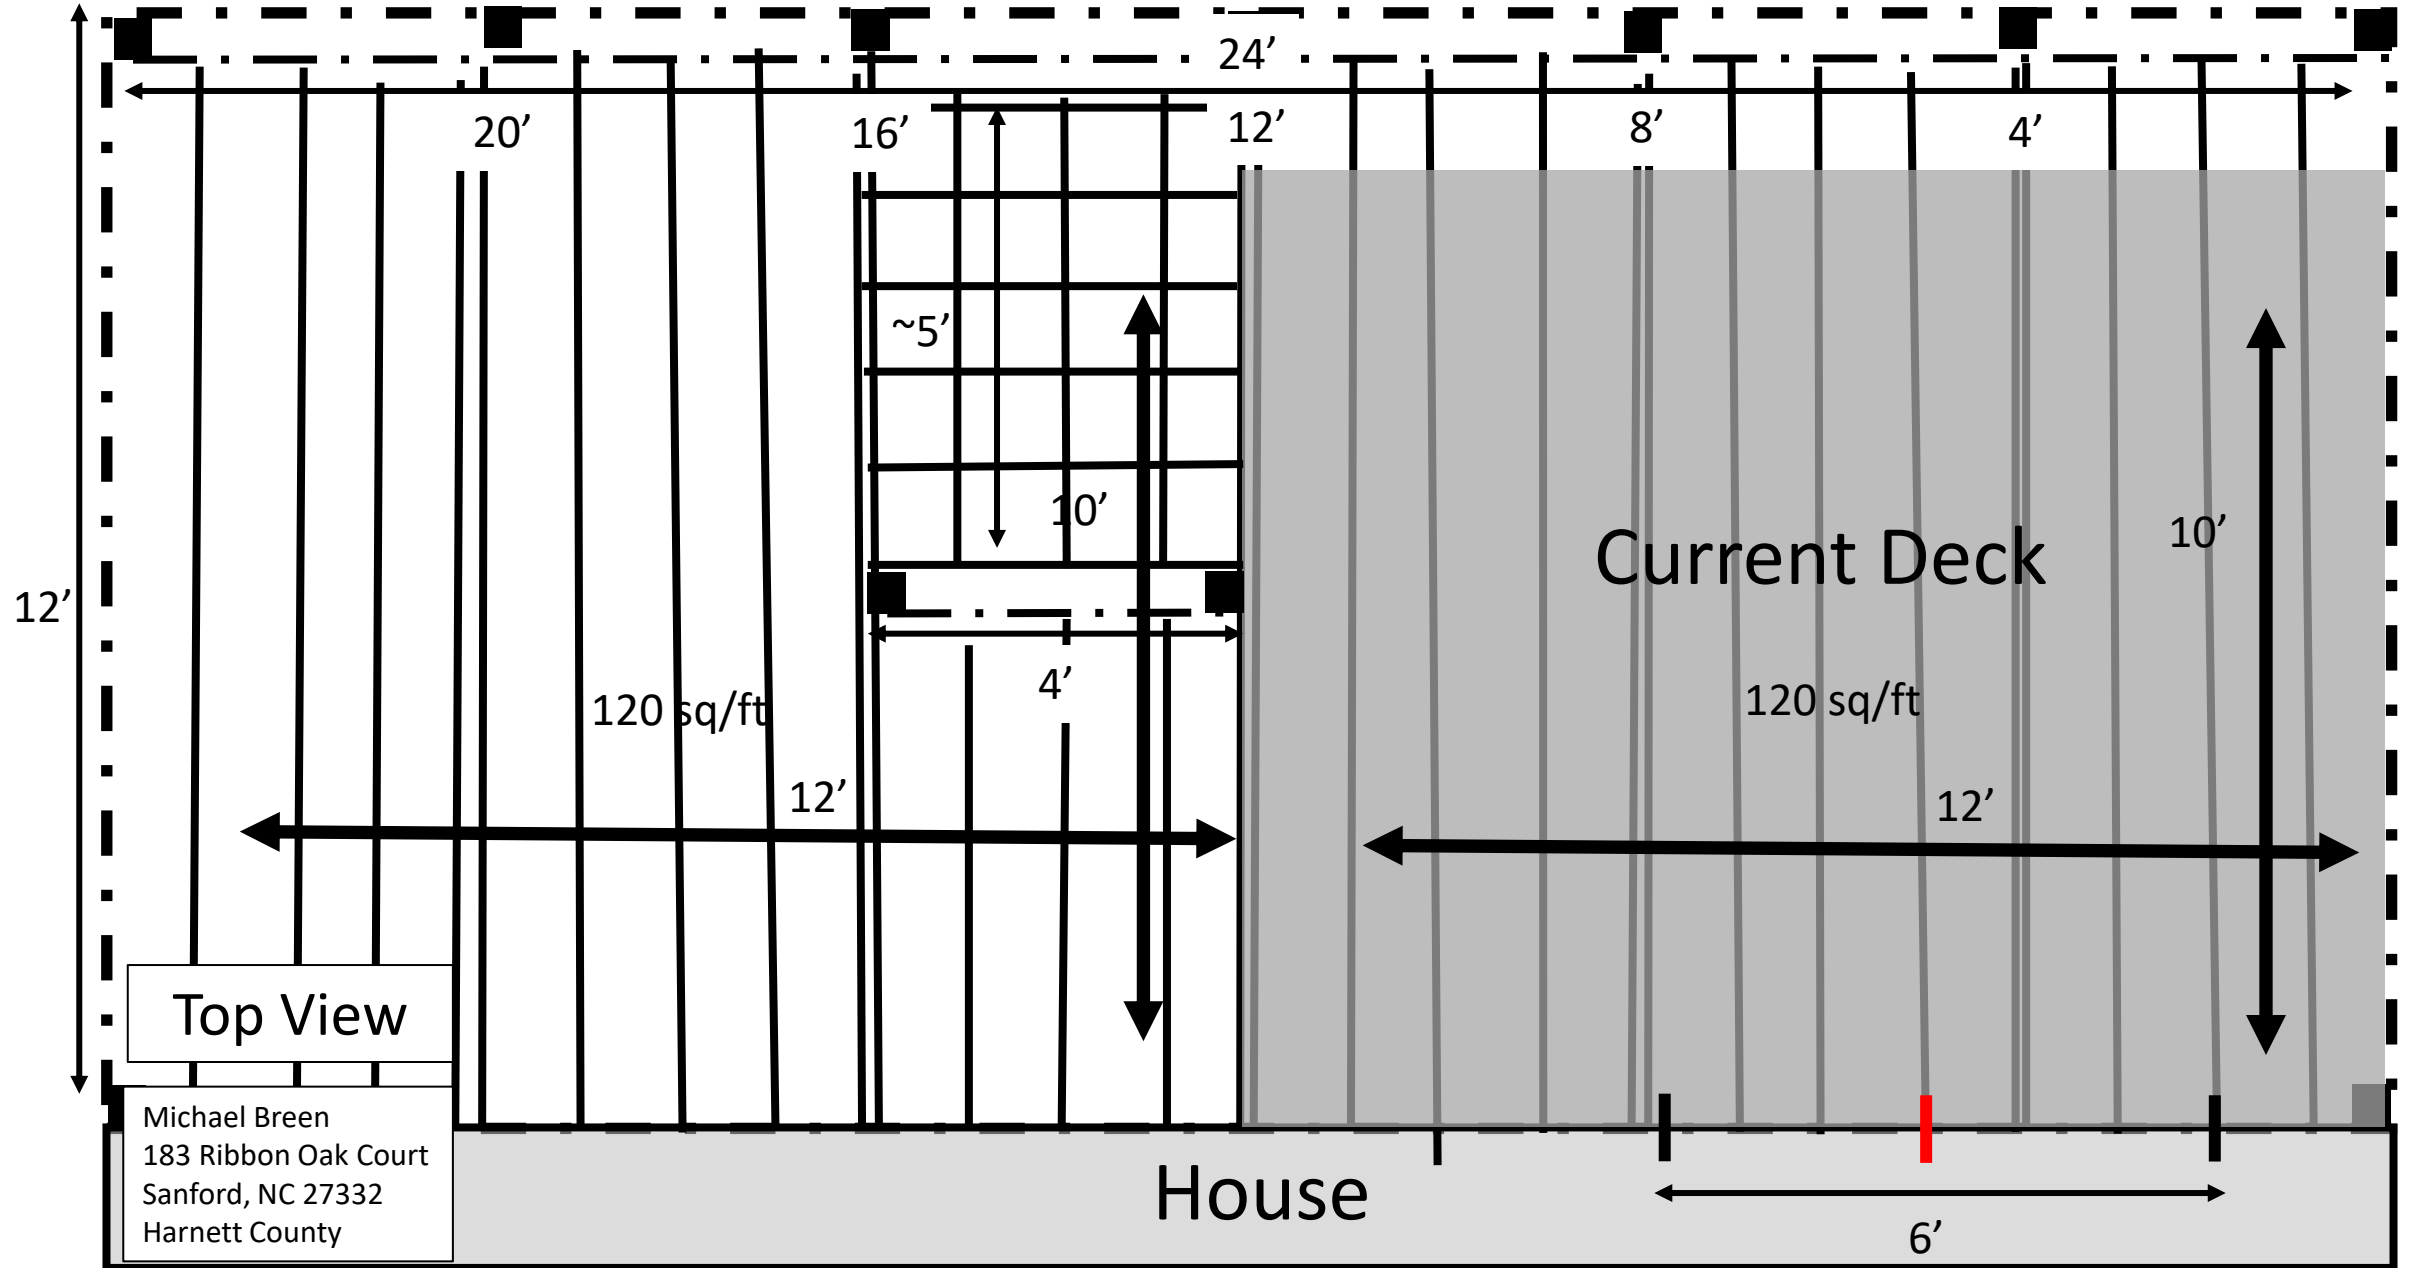 24’
20’
16’
12’
8’
4’
~5’
10’
Current Deck
10’
12’
4’
120 sq/ft
120 sq/ft
12’
12’
Top View
Michael Breen
183 Ribbon Oak Court
Sanford, NC 27332
Harnett County
House
6’